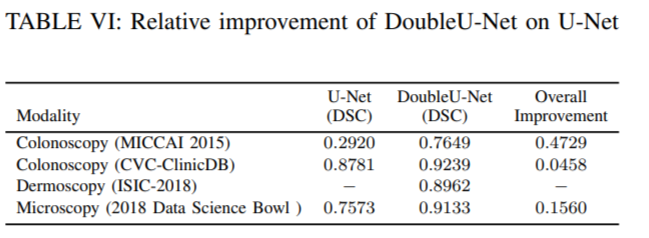 TABLE VI: Relative improvement of DoubleU-Net on U-Net
Modality U-Net (DSC) DoubleU-Net (DSC) Overall Improvement
Colonoscopy (MICCAI 2015) 0.2920 0.7649 0.4729
Colonoscopy (CVC-ClinicDB) 0.8781 0.9239 0.0458
Dermoscopy (ISIC-2018) – 0.8962 –
Microscopy (2018 Data Science Bowl ) 0.7573 0.9133 0.1560